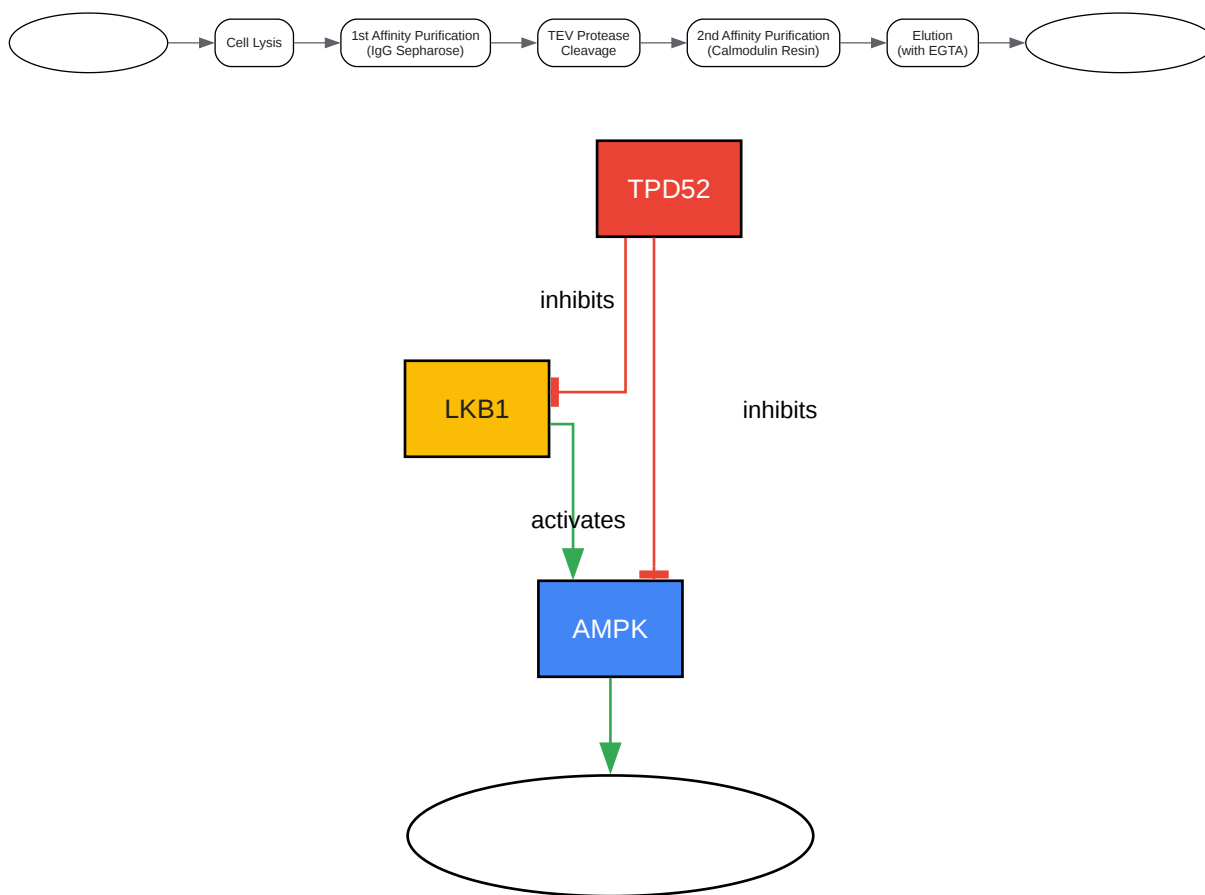 Cell Lysis
1st Affinity Purification
(IgG Sepharose)
TEV Protease
Cleavage
2nd Affinity Purification
(Calmodulin Resin)
Elution
(with EGTA)
TPD52
inhibits
LKB1
inhibits
activates
AMPK